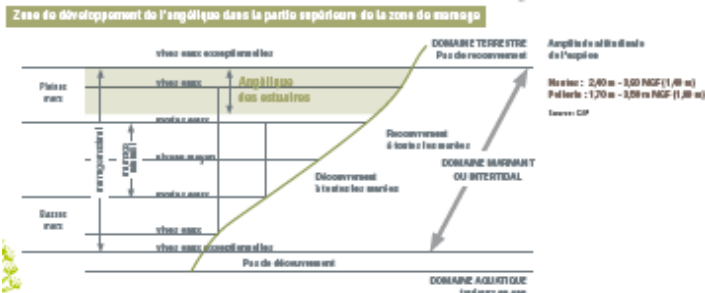 Zone de développement de l'angélique dans la partie supérieure de la zone de marnage
DOMAINE TERRESTRE
Pas de recouvrement
vives eaux exceptionnelles
Amplitude altitudinale
de l'espèce
Pleines
mers
vives eaux
Angélique
des estuaires
Nantes : 2,40 m - 3,80 NGF (1,40 m)
Pellerin : 1,70 m - 3,50 m NGF (1,80 m)
Source :
mortes eaux
Recouvrement
à toutes les marées
niveau moyen
DOMAINE MARNANT
OU INTERTIDAL
Découvrement
à toutes les marées
mortes eaux
Basses
mers
vives eaux
vives eaux exceptionnelles
Pas de découvrement
DOMAINE AQUATIQUE
toujours en eau